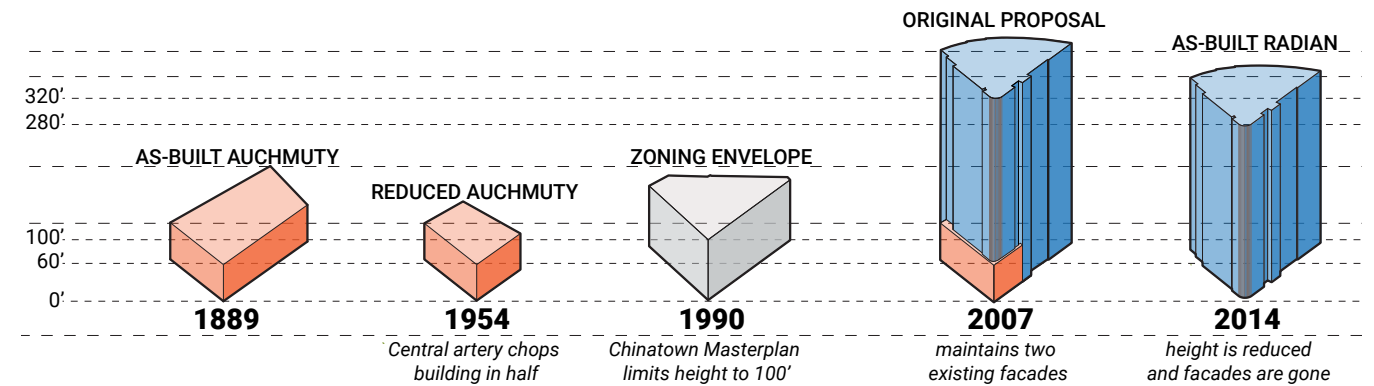 ORIGINAL PROPOSAL
AS-BUILT RADIAN
320’
280’
AS-BUILT AUCHMUTY
ZONING ENVELOPE
REDUCED AUCHMUTY
100’
60’
0’
1889
1954
1990
2007
2014
Central artery chops
building in half
Chinatown Masterplan
limits height to 100’
maintains two
existing facades
height is reduced
and facades are gone